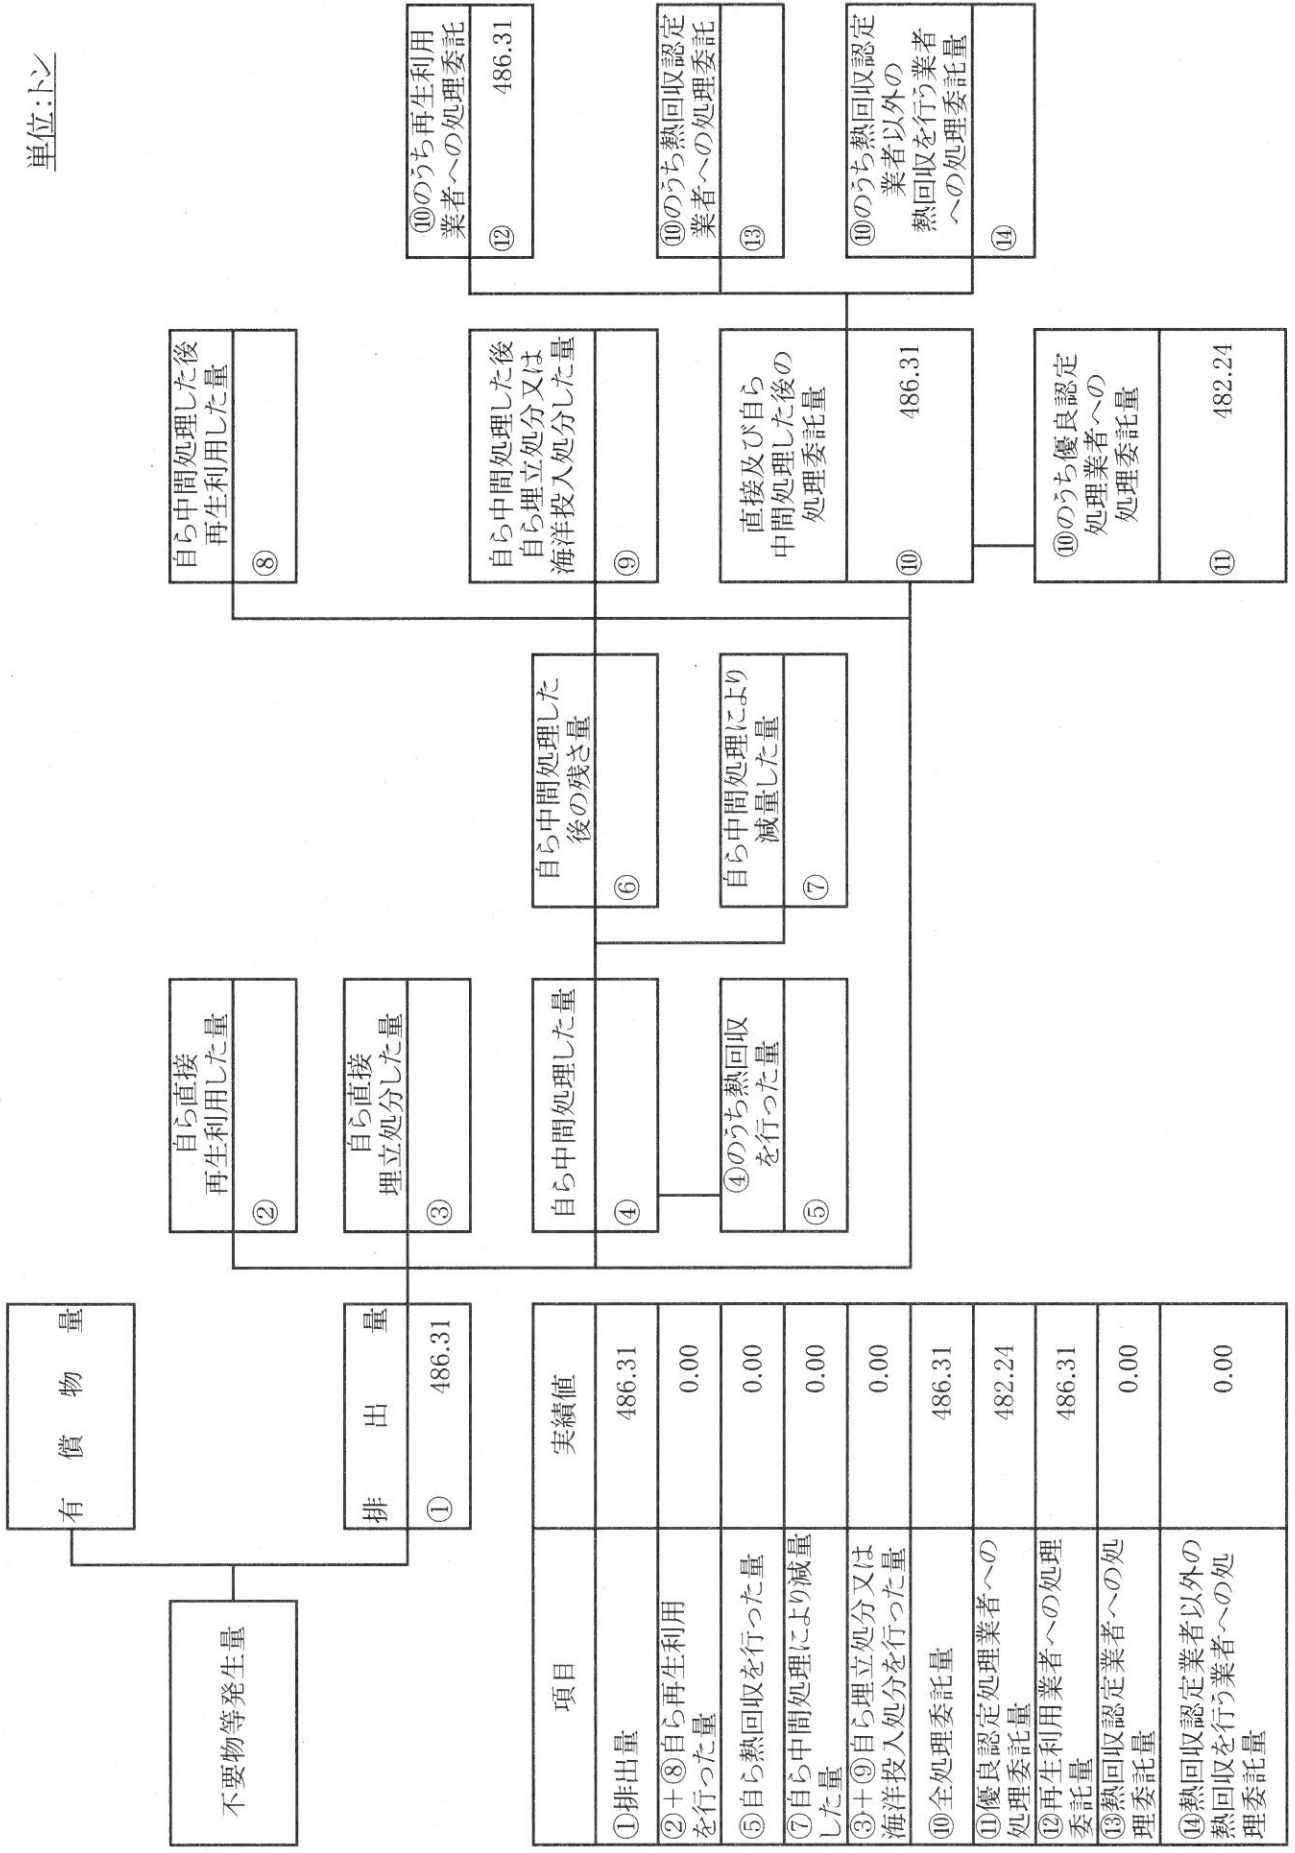 単位:トン
有償物量
不要物等発生量
排出量
① 486.31
自ら直接
再生利用した量
②
自ら直接
埋立処分した量
③
自ら中間処理した量
④
④のうち熱回収
を行った量
⑤
自ら中間処理した
後の残さ量
⑥
自ら中間処理により
減量した量
⑦
自ら中間処理した後
再生利用した量
⑧
自ら中間処理した後
自ら埋立処分又は
海洋投入処分した量
⑨
直接及び自ら
中間処理した後の
処理委託量
⑩ 486.31
⑩のうち優良認定
処理業者への
処理委託量
⑪ 482.24
⑩のうち再生利用
業者への処理委託
⑫ 486.31
⑩のうち熱回収認定
業者への処理委託
⑬
⑩のうち熱回収認定
業者以外の
熱回収を行う業者
への処理委託量
⑭
項目 実績値
①排出量 486.31
②+⑧自ら再生利用
を行った量 0.00
⑤自ら熱回収を行った量 0.00
⑦自ら中間処理により減量
した量 0.00
③+⑨自ら埋立処分又は
海洋投入処分を行った量 0.00
⑩全処理委託量 486.31
⑪優良認定処理業者への
処理委託量 482.24
⑫再生利用業者への処理
委託量 486.31
⑬熱回収認定業者への処
理委託量 0.00
⑭熱回収認定業者以外の
熱回収を行う業者への処
理委託量 0.00